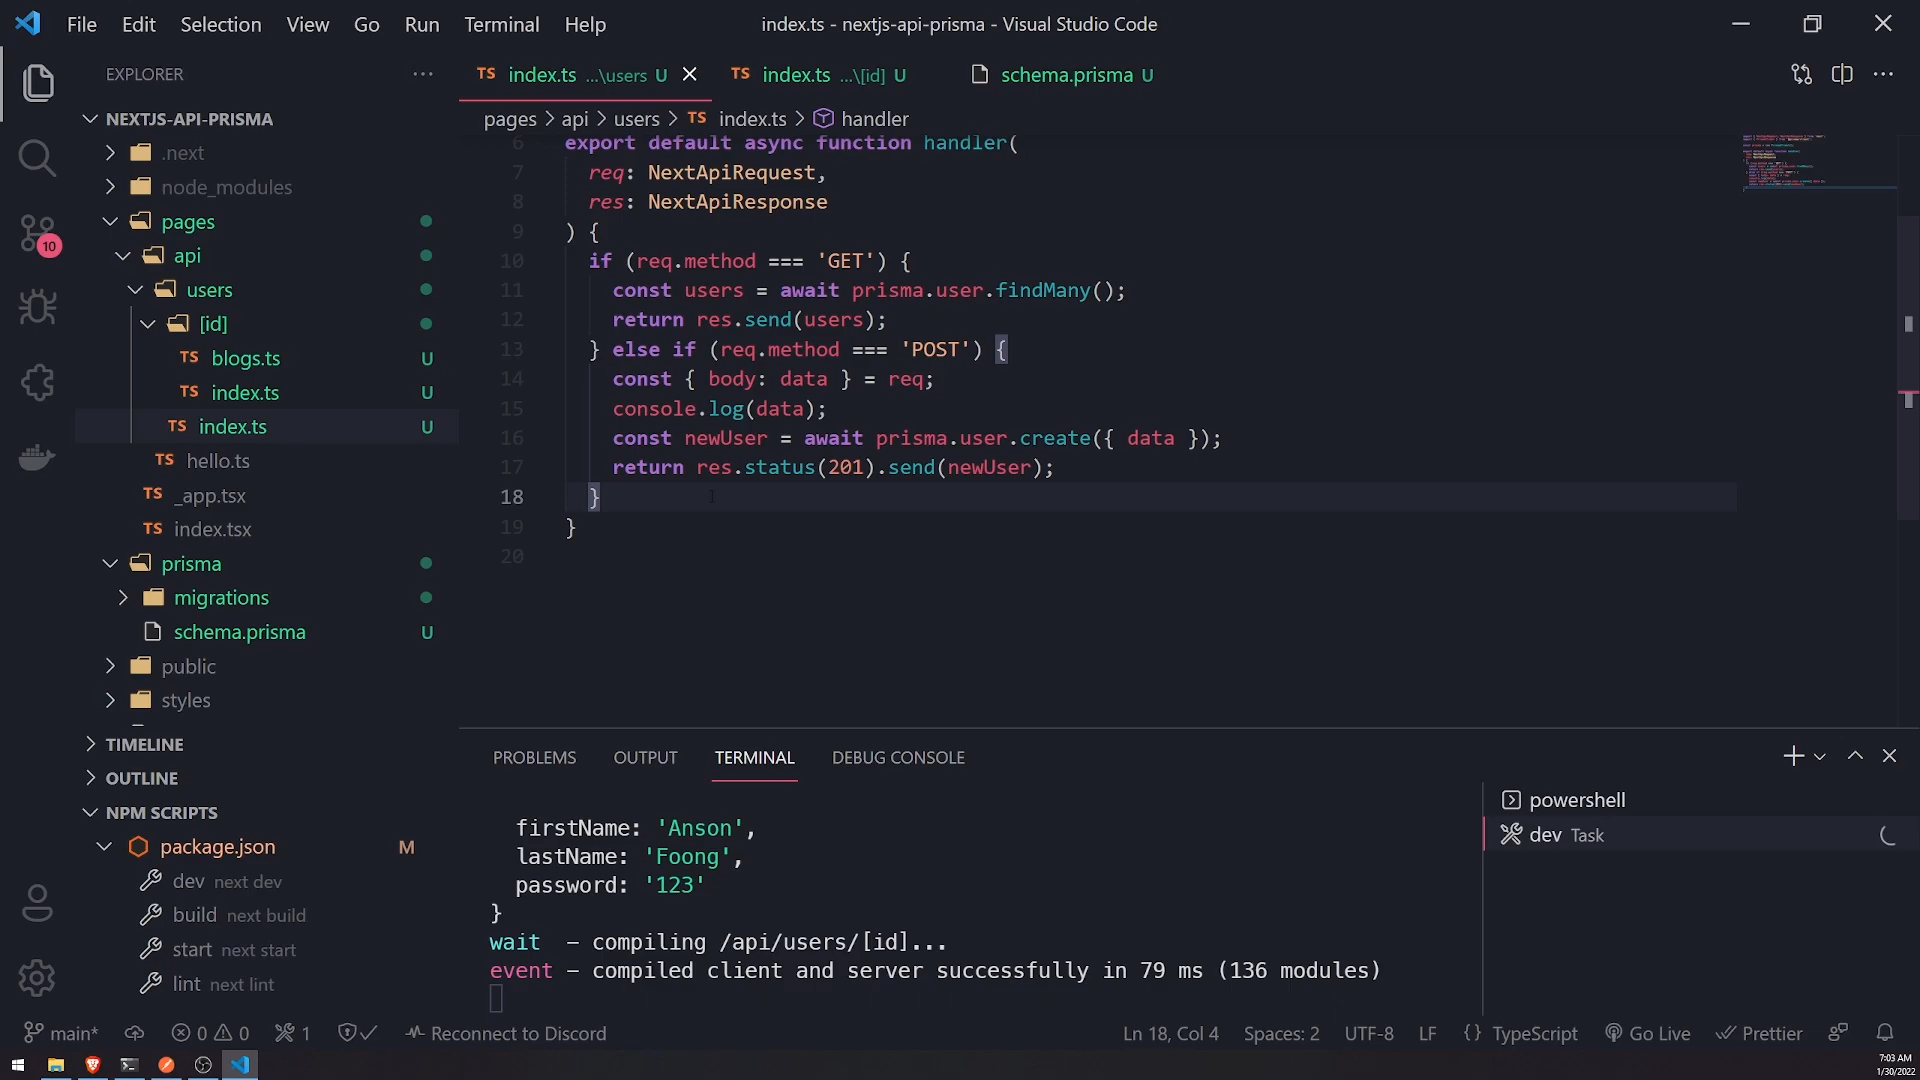 File Edit Selection View Go Run Terminal Help
index.ts - nextjs-api-prisma - Visual Studio Code
EXPLORER
NEXTJS-API-PRISMA
.next
node_modules
pages
api
users
[id]
TS blogs.ts U
TS index.ts U
TS index.ts U
TS hello.ts
TS _app.tsx
TS index.tsx
prisma
migrations
schema.prisma U
public
styles
TIMELINE
OUTLINE
NPM SCRIPTS
package.json M
dev next dev
build next build
start next start
lint next lint
10
TS index.ts ...\users U
TS index.ts ...\[id] U
schema.prisma U
pages > api > users > TS index.ts > handler
6 export default async function handler(
7 req: NextApiRequest,
8 res: NextApiResponse
9 ) {
10 if (req.method === 'GET') {
11 const users = await prisma.user.findMany();
12 return res.send(users);
13 } else if (req.method === 'POST') {
14 const { body: data } = req;
15 console.log(data);
16 const newUser = await prisma.user.create({ data });
17 return res.status(201).send(newUser);
18 }
19 }
20
PROBLEMS OUTPUT TERMINAL DEBUG CONSOLE
firstName: 'Anson',
lastName: 'Foong',
password: '123'
}
wait - compiling /api/users/[id]...
event - compiled client and server successfully in 79 ms (136 modules)
powershell
dev Task
main* 0 0 1 Reconnect to Discord
Ln 18, Col 4 Spaces: 2 UTF-8 LF {} TypeScript Go Live Prettier
7:03 AM
1/30/2022